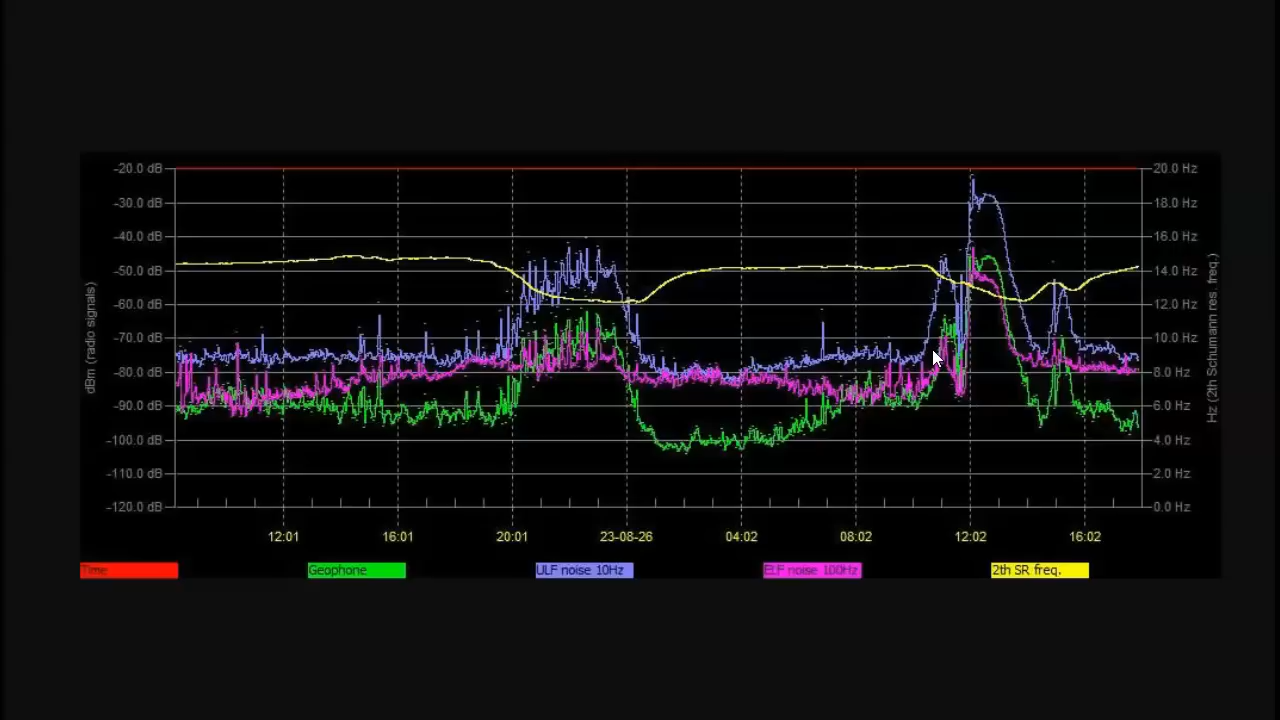 -20.0 dB 20.0 Hz
-30.0 dB 18.0 Hz
-40.0 dB 16.0 Hz
-50.0 dB 14.0 Hz
-60.0 dB 12.0 Hz
-70.0 dB 10.0 Hz
-80.0 dB 8.0 Hz
-90.0 dB 6.0 Hz
-100.0 dB 4.0 Hz
-110.0 dB 2.0 Hz
-120.0 dB 0.0 Hz
dBm (radio signals)
Hz (2th Schumann res. freq.)
12:01 16:01 20:01 23-08-26 04:02 08:02 12:02 16:02
Time Geophone ULF noise 10Hz ELF noise 100Hz 2th SR freq.